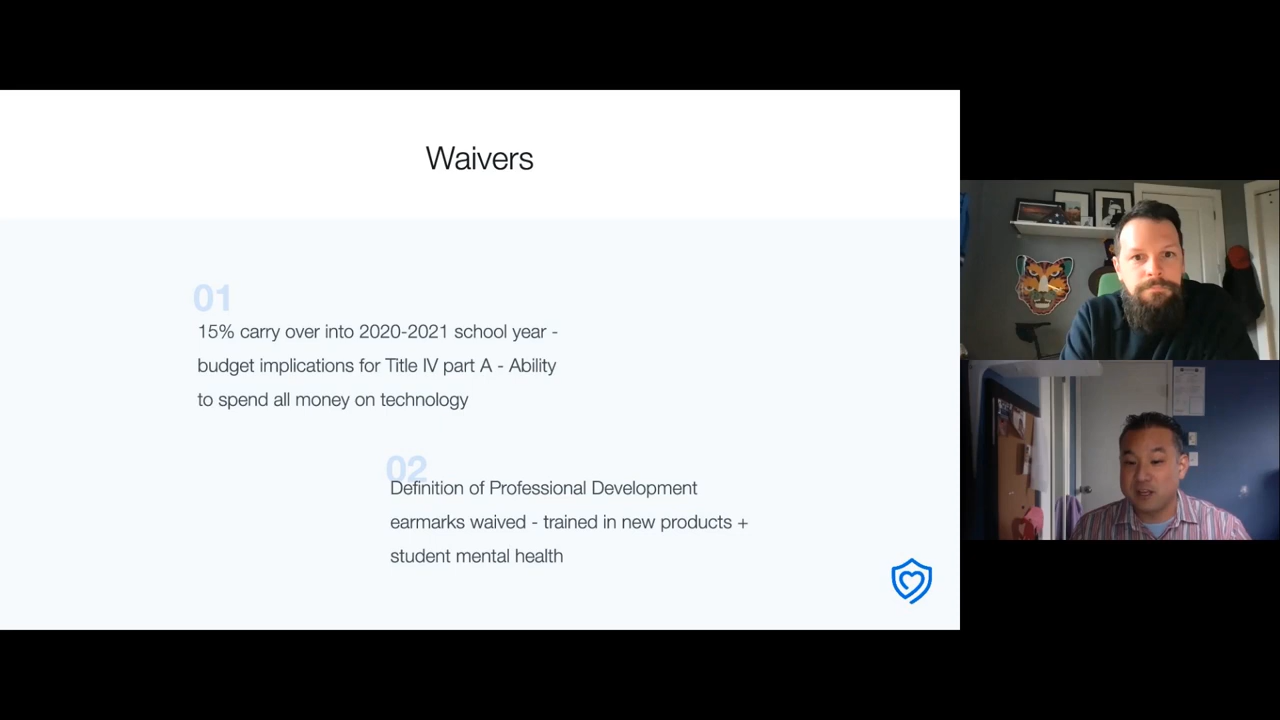 Waivers
01
15% carry over into 2020-2021 school year -
budget implications for Title IV part A - Ability
to spend all money on technology
02
Definition of Professional Development
earmarks waived - trained in new products +
student mental health